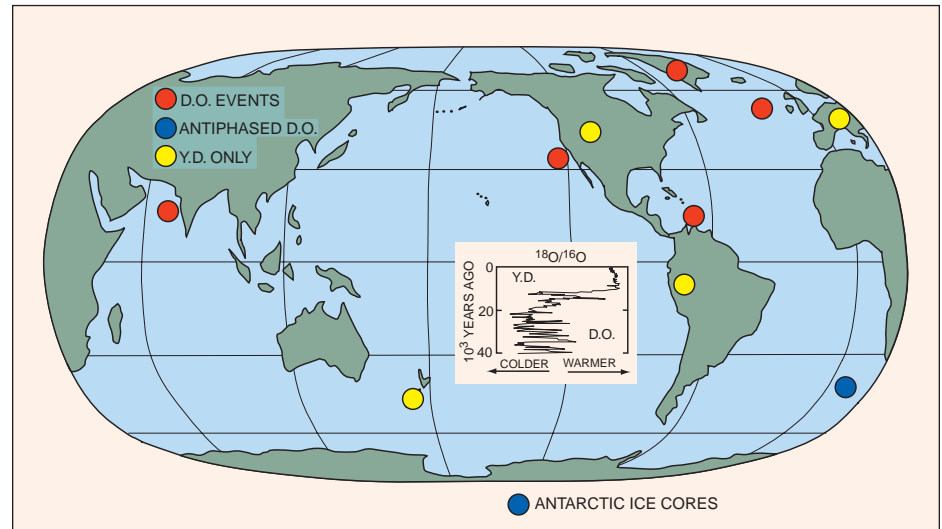 D.O. EVENTS
ANTIPHASED D.O.
Y.D. ONLY
18O/16O
103 YEARS AGO
0
20
40
Y.D.
D.O.
COLDER
WARMER
ANTARCTIC ICE CORES